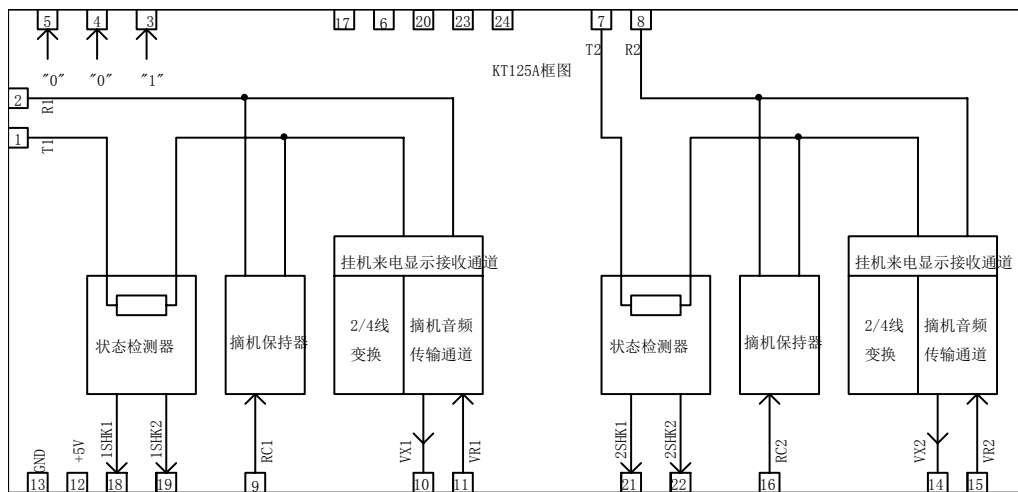 5 4 3 17 6 20 23 24 7 8
T2 R2
KT125A框图
"0" "0" "1"
2 R1
1 T1
挂机来电显示接收通道
挂机来电显示接收通道
状态检测器
摘机保持器
2/4线
变换
摘机音频
传输通道
状态检测器
摘机保持器
2/4线
变换
摘机音频
传输通道
GND +5V 1SHK1 1SHK2 RC1 VX1 VR1 2SHK1 2SHK2 RC2 VX2 VR2
13 12 18 19 9 10 11 21 22 16 14 15